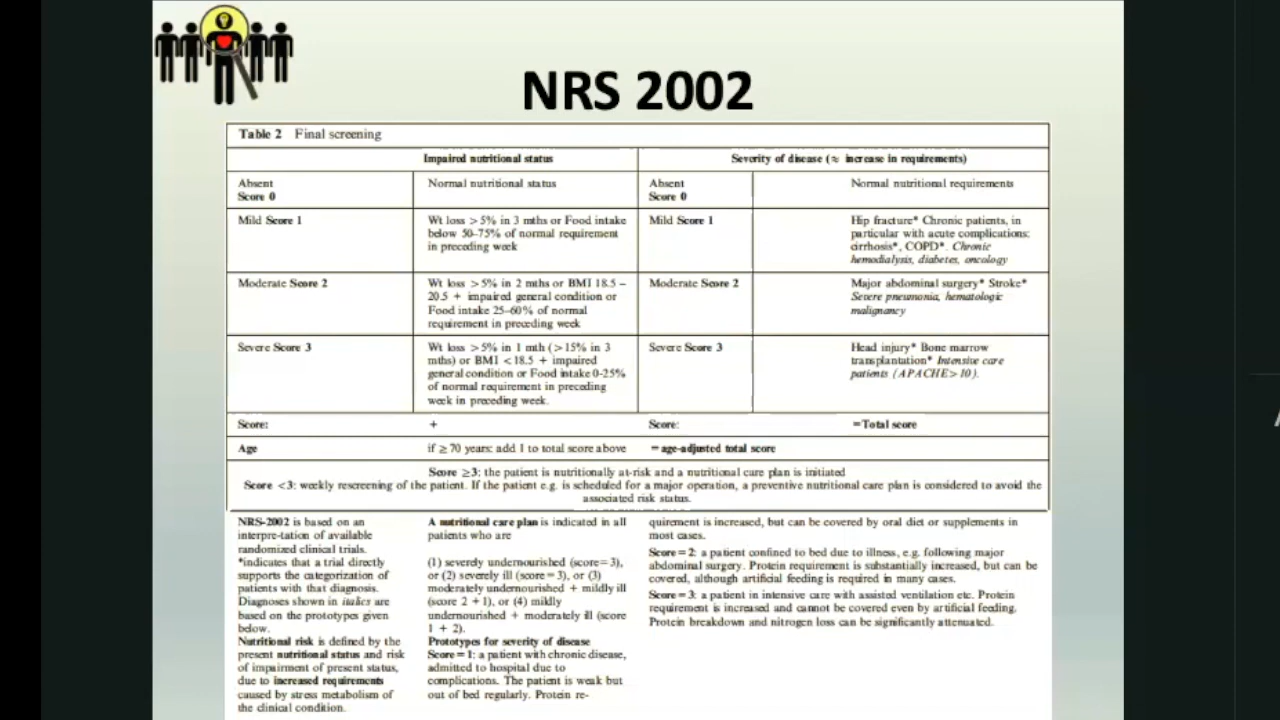 NRS 2002
Table 2 Final screening
Impaired nutritional status
Severity of disease (≈ increase in requirements)
Absent
Score 0
Normal nutritional status
Absent
Score 0
Normal nutritional requirements
Mild Score 1
Wt loss >5% in 3 mths or Food intake
below 50–75% of normal requirement
in preceding week
Mild Score 1
Hip fracture* Chronic patients, in
particular with acute complications:
cirrhosis*, COPD*. Chronic
hemodialysis, diabetes, oncology
Moderate Score 2
Wt loss >5% in 2 mths or BMI 18.5 –
20.5 + impaired general condition or
Food intake 25–60% of normal
requirement in preceding week
Moderate Score 2
Major abdominal surgery* Stroke*
Severe pneumonia, hematologic
malignancy
Severe Score 3
Wt loss >5% in 1 mth (>15% in 3
mths) or BMI <18.5 + impaired
general condition or Food intake 0-25%
of normal requirement in preceding
week in preceding week.
Severe Score 3
Head injury* Bone marrow
transplantation* Intensive care
patients (APACHE>10).
Score:
+
Score:
=Total score
Age
if ≥70 years: add 1 to total score above
=age-adjusted total score
Score ≥3: the patient is nutritionally at-risk and a nutritional care plan is initiated
Score <3: weekly rescreening of the patient. If the patient e.g. is scheduled for a major operation, a preventive nutritional care plan is considered to avoid the
associated risk status.
NRS-2002 is based on an
interpre-tation of available
randomized clinical trials.
*indicates that a trial directly
supports the categorization of
patients with that diagnosis.
Diagnoses shown in italics are
based on the prototypes given
below.
Nutritional risk is defined by the
present nutritional status and risk
of impairment of present status,
due to increased requirements
caused by stress metabolism of
the clinical condition.
A nutritional care plan is indicated in all
patients who are
(1) severely undernourished (score=3),
or (2) severely ill (score=3), or (3)
moderately undernourished + mildly ill
(score 2 +1), or (4) mildly
undernourished + moderately ill (score
1 + 2).
Prototypes for severity of disease
Score=1: a patient with chronic disease,
admitted to hospital due to
complications. The patient is weak but
out of bed regularly. Protein re-
quirement is increased, but can be covered by oral diet or supplements in
most cases.
Score=2: a patient confined to bed due to illness, e.g. following major
abdominal surgery. Protein requirement is substantially increased, but can be
covered, although artificial feeding is required in many cases.
Score=3: a patient in intensive care with assisted ventilation etc. Protein
requirement is increased and cannot be covered even by artificial feeding.
Protein breakdown and nitrogen loss can be significantly attenuated.